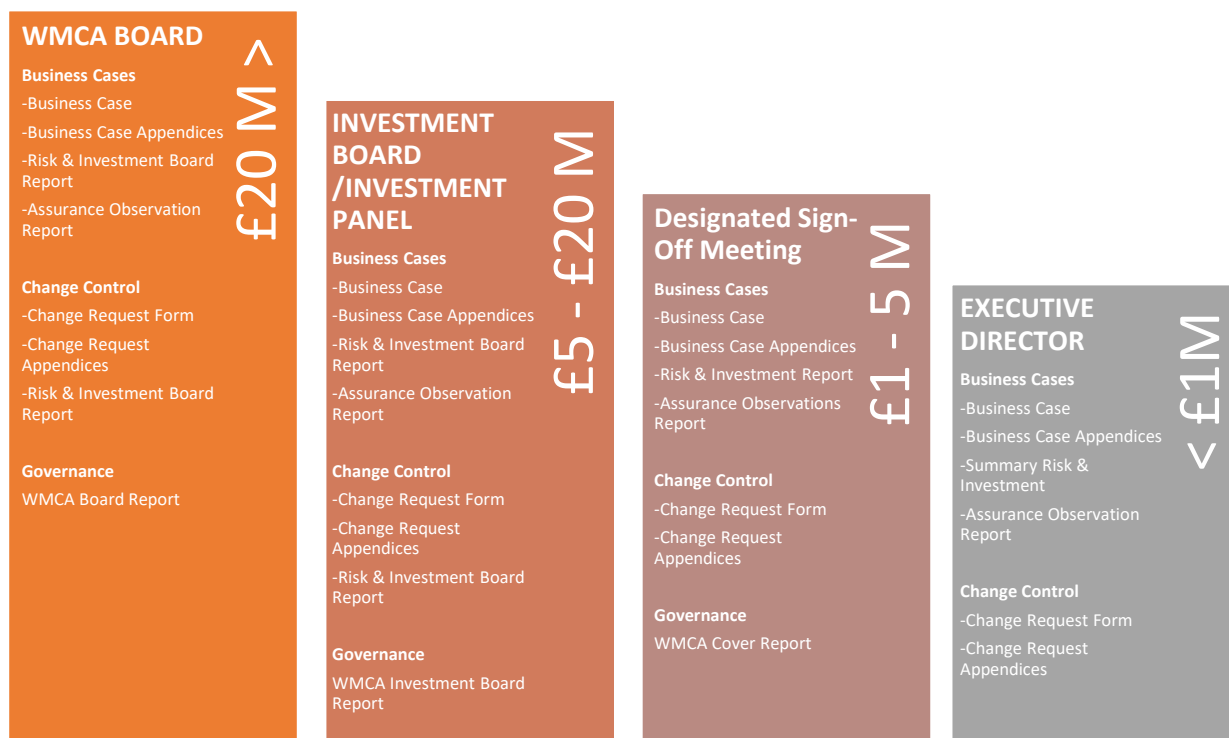 WMCA BOARD
Business Cases
-Business Case
-Business Case Appendices
-Risk & Investment Board
Report
-Assurance Observation
Report
Change Control
-Change Request Form
-Change Request
Appendices
-Risk & Investment Board
Report
Governance
WMCA Board Report
£20 M >
INVESTMENT
BOARD
/INVESTMENT
PANEL
Business Cases
-Business Case
-Business Case Appendices
-Risk & Investment Board
Report
-Assurance Observation
Report
Change Control
-Change Request Form
-Change Request
Appendices
-Risk & Investment Board
Report
Governance
WMCA Investment Board
Report
£5 - £20 M
Designated Sign-
Off Meeting
Business Cases
-Business Case
-Business Case Appendices
-Risk & Investment Report
-Assurance Observations
Report
Change Control
-Change Request Form
-Change Request
Appendices
Governance
WMCA Cover Report
£1 - 5 M
EXECUTIVE
DIRECTOR
Business Cases
-Business Case
-Business Case Appendices
-Summary Risk &
Investment
-Assurance Observation
Report
Change Control
-Change Request Form
-Change Request
Appendices
< £1M